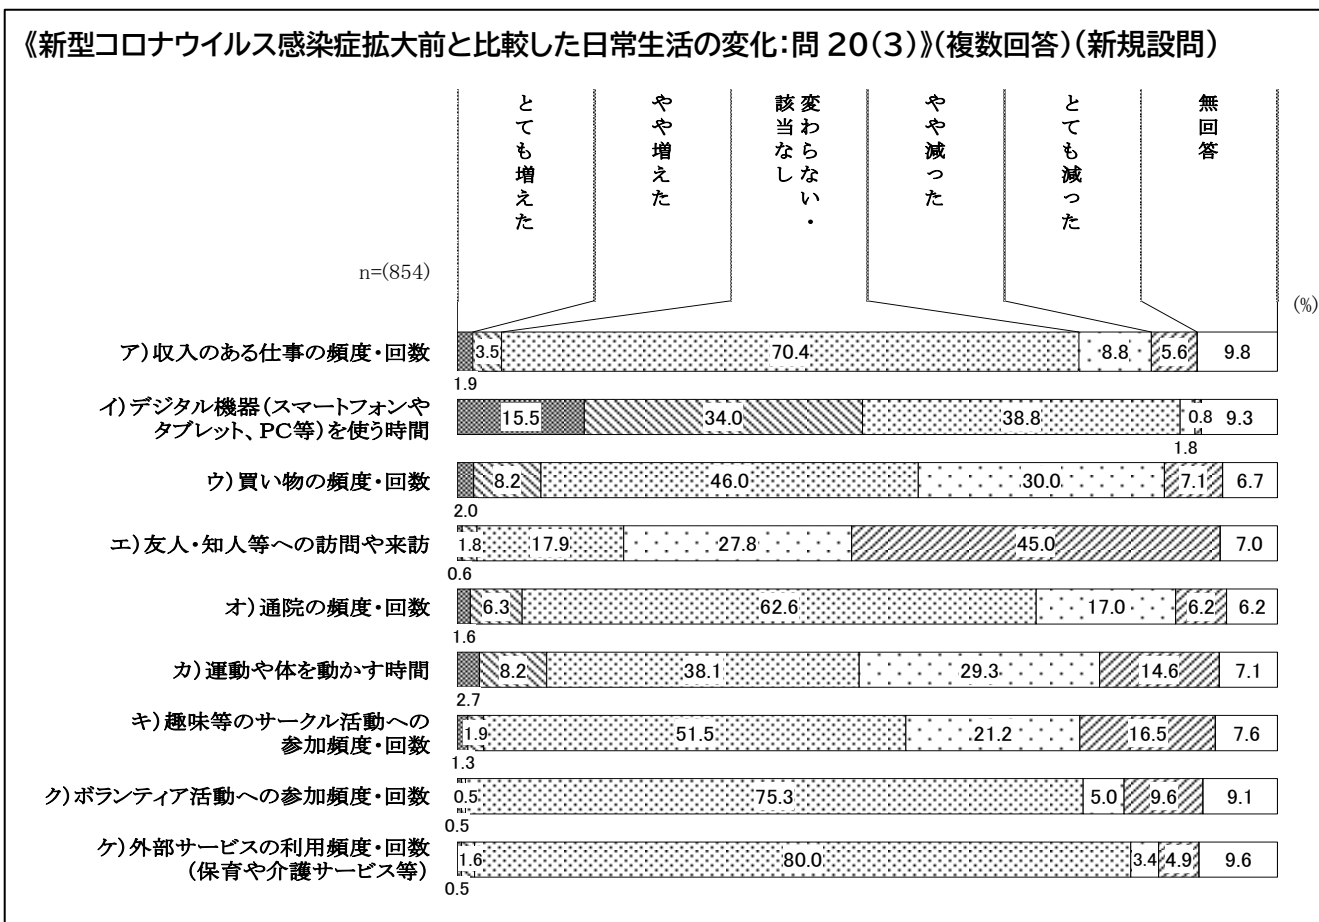 《新型コロナウイルス感染症拡大前と比較した日常生活の変化：問20(3)》(複数回答)(新規設問)
とても増えた
やや増えた
変わらない・
該当なし
やや減った
とても減った
無回答
n=(854)
(%)
ア)収入のある仕事の頻度・回数
3.5 70.4 8.8 5.6 9.8
1.9
イ)デジタル機器(スマートフォンや
タブレット、PC等)を使う時間
15.5 34.0 38.8 0.8 9.3
1.8
ウ)買い物の頻度・回数
8.2 46.0 30.0 7.1 6.7
2.0
エ)友人・知人等への訪問や来訪
1.8 17.9 27.8 45.0 7.0
0.6
オ)通院の頻度・回数
6.3 62.6 17.0 6.2 6.2
1.6
カ)運動や体を動かす時間
8.2 38.1 29.3 14.6 7.1
2.7
キ)趣味等のサークル活動への
参加頻度・回数
1.9 51.5 21.2 16.5 7.6
1.3
ク)ボランティア活動への参加頻度・回数
0.5 75.3 5.0 9.6 9.1
0.5
ケ)外部サービスの利用頻度・回数
(保育や介護サービス等)
1.6 80.0 3.4 4.9 9.6
0.5